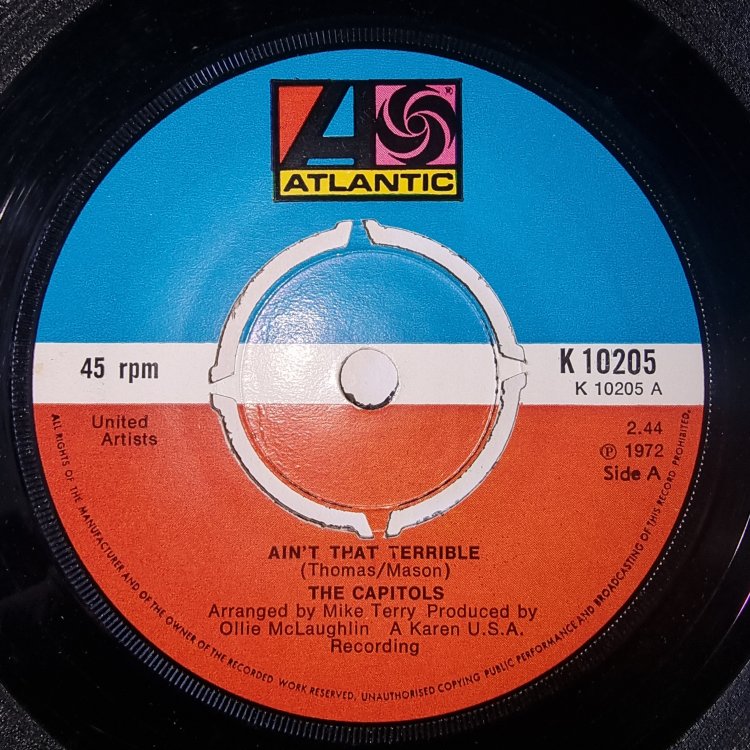 ATLANTIC
45 rpm
K 10205
K 10205 A
United
Artists
2.44
Ⓟ 1972
Side A
AIN'T THAT TERRIBLE
(Thomas/Mason)
THE CAPITOLS
Arranged by Mike Terry Produced by
Ollie McLaughlin A Karen U.S.A.
Recording
ALL RIGHTS OF THE MANUFACTURER AND OF THE OWNER OF THE RECORDED WORK RESERVED, UNAUTHORISED COPYING PUBLIC PERFORMANCE AND BROADCASTING OF THIS RECORD PROHIBITED.